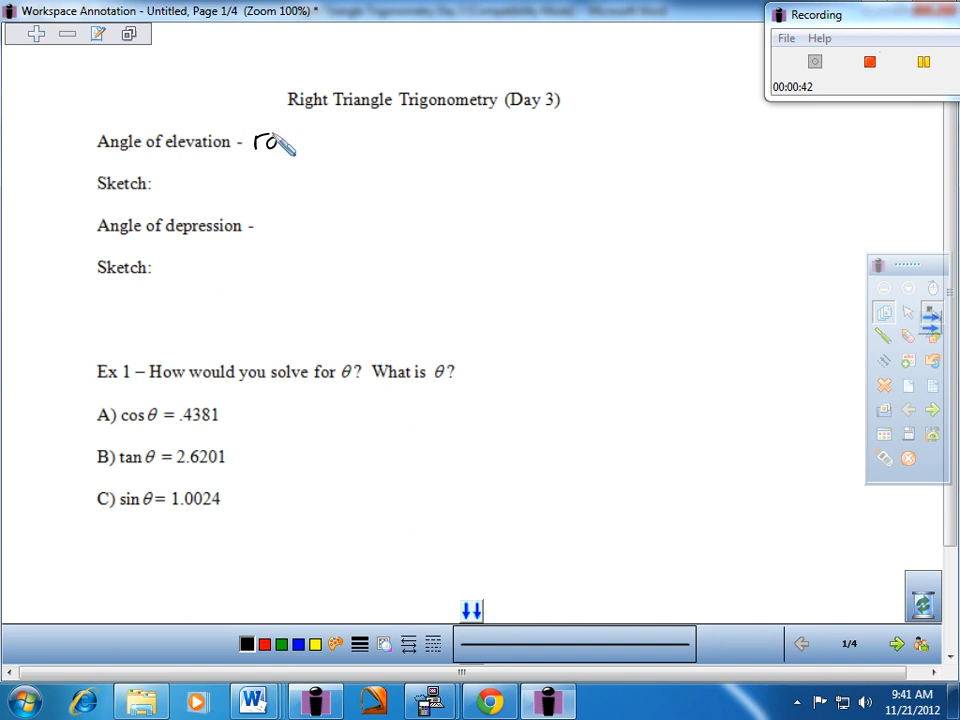 Workspace Annotation - Untitled, Page 1/4 (Zoom 100%) *
Recording
File Help
00:00:42
Right Triangle Trigonometry (Day 3)
Angle of elevation - ra
Sketch:
Angle of depression -
Sketch:
Ex 1 – How would you solve for θ? What is θ?
A) cos θ = .4381
B) tan θ = 2.6201
C) sin θ = 1.0024
1/4
9:41 AM
11/21/2012